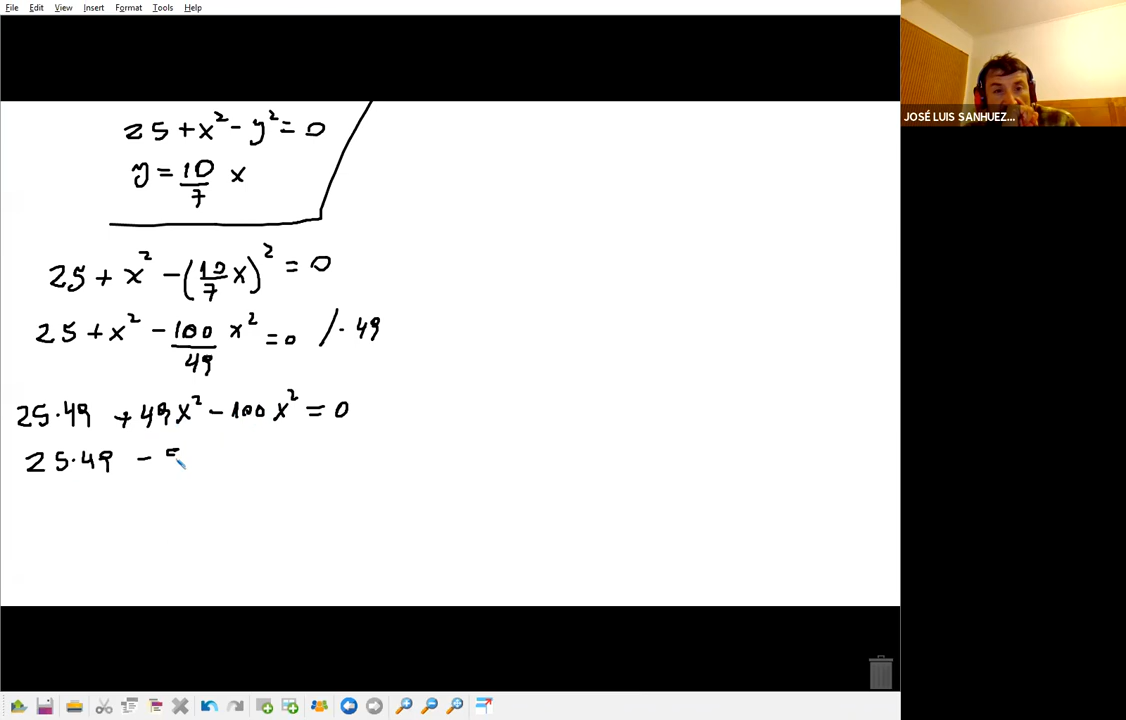 File Edit View Insert Format Tools Help
JOSÉ LUIS SANHUEZ...
25 + x² - y² = 0
y = 10/7 x
25 + x² - (10/7 x)² = 0
25 + x² - 100/49 x² = 0 /· 49
25·49 + 49x² - 100x² = 0
25·49 - 5